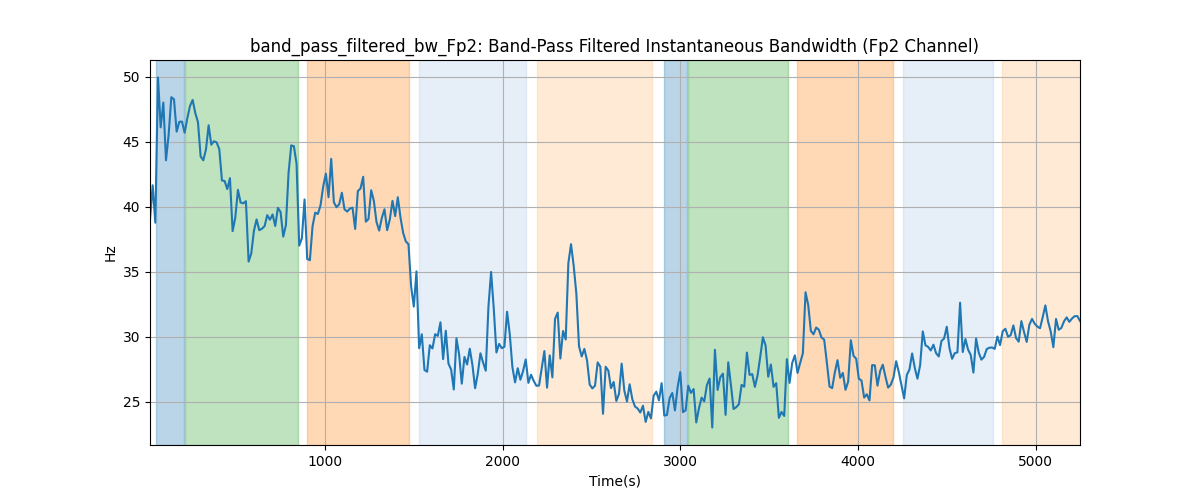 band_pass_filtered_bw_Fp2: Band-Pass Filtered Instantaneous Bandwidth (Fp2 Channel)
50
45
40
35
30
25
Hz
1000 2000 3000 4000 5000
Time(s)